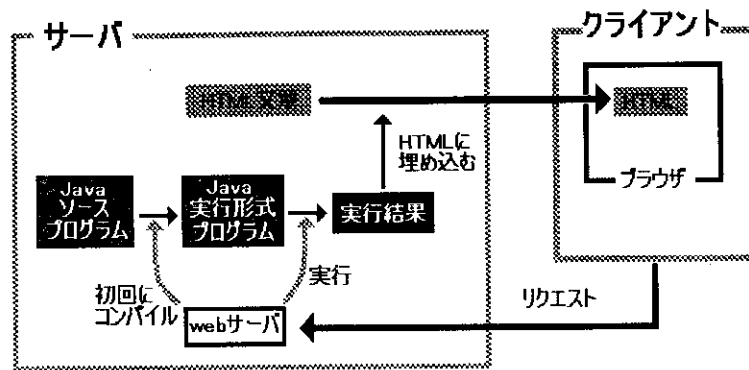 サーバ
クライアント
HTML文書
HTML
HTMLに
埋め込む
ブラウザ
Java
ソース
プログラム
Java
実行形式
プログラム
実行結果
初回に
コンパイル
実行
webサーバ
リクエスト